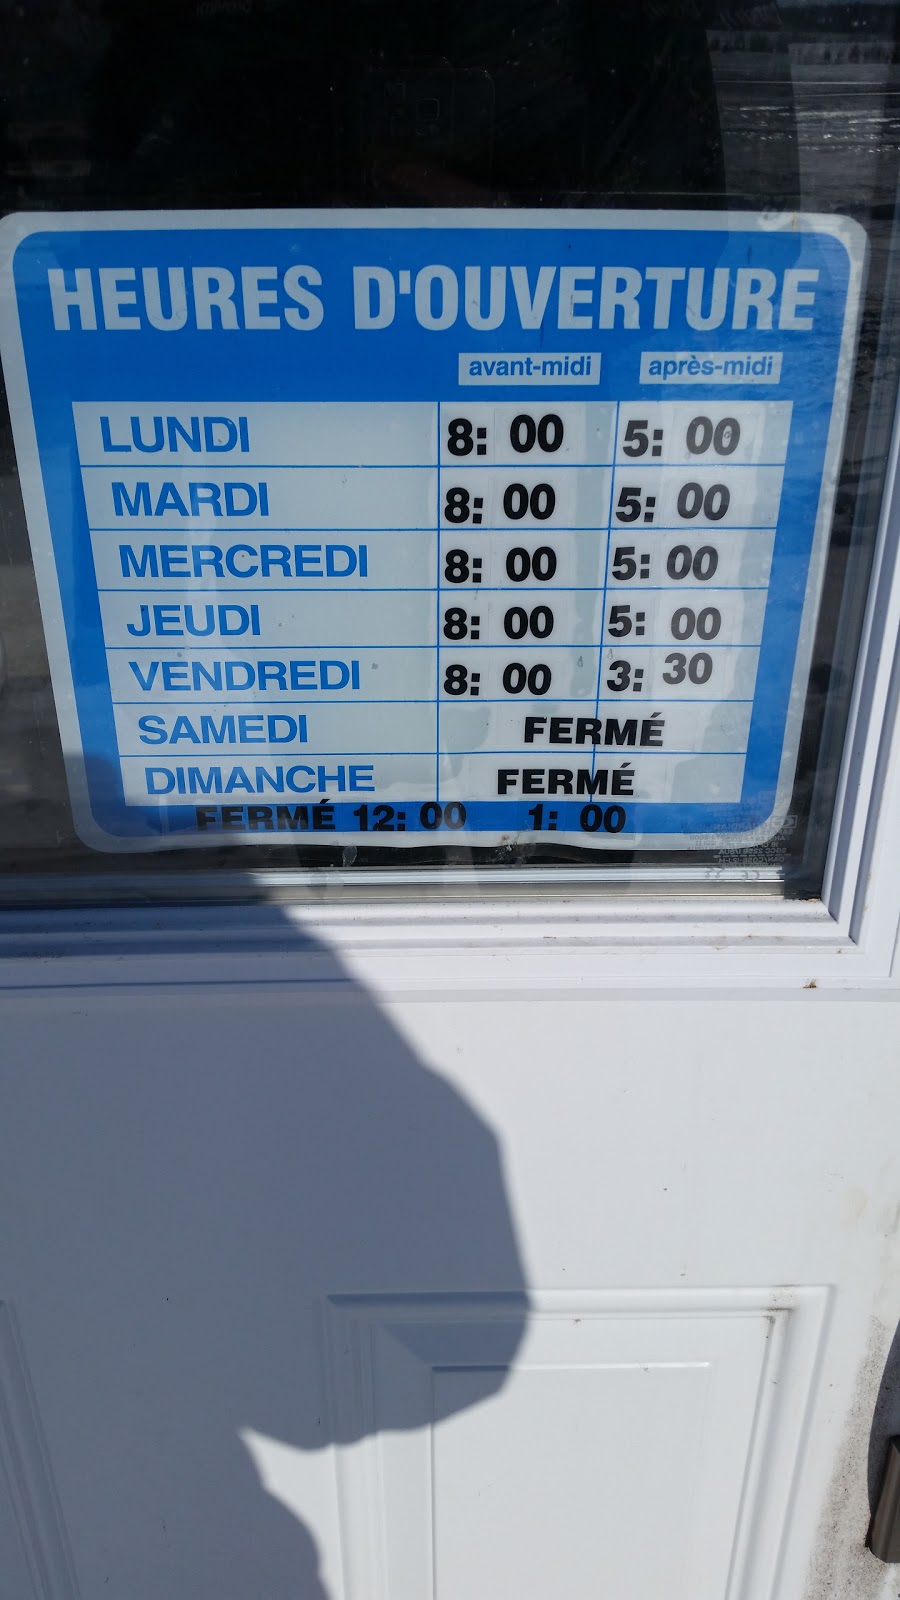 HEURES D'OUVERTURE
avant-midi après-midi
LUNDI 8: 00 5: 00
MARDI 8: 00 5: 00
MERCREDI 8: 00 5: 00
JEUDI 8: 00 5: 00
VENDREDI 8: 00 3: 30
SAMEDI FERMÉ
DIMANCHE FERMÉ
FERMÉ 12: 00 1: 00